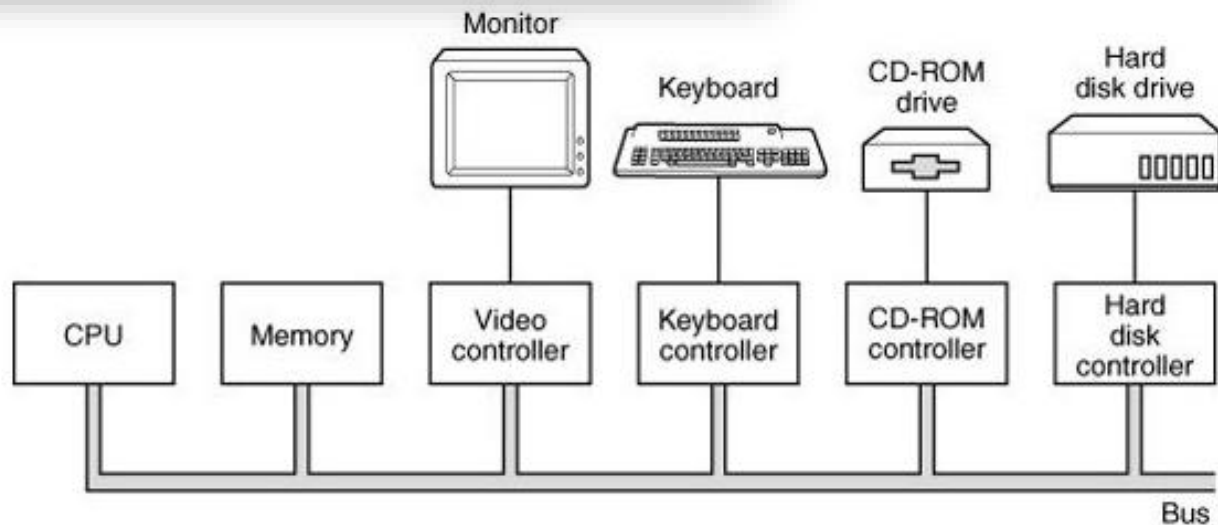 Monitor
Keyboard
CD-ROM
drive
Hard
disk drive
CPU
Memory
Video
controller
Keyboard
controller
CD-ROM
controller
Hard
disk
controller
Bus